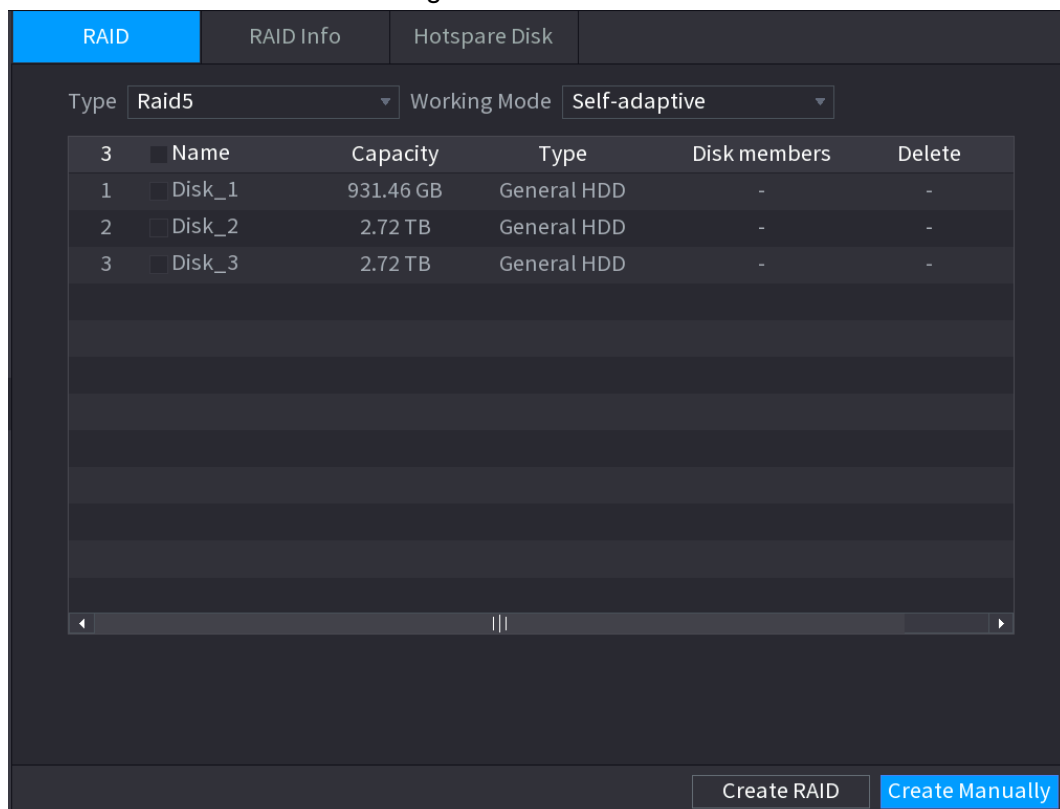 RAID RAID Info Hotspare Disk
Type Raid5 Working Mode Self-adaptive
3 Name Capacity Type Disk members Delete
1 Disk_1 931.46 GB General HDD - -
2 Disk_2 2.72 TB General HDD - -
3 Disk_3 2.72 TB General HDD - -
Create RAID Create Manually